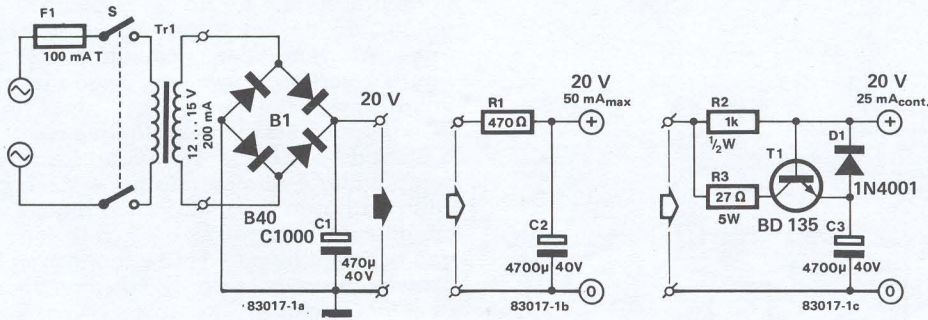 F1
100 mA T
S
Tr1
12 ... 15 V
200 mA
B1
B40
C1000
20 V
C1
470µ
40V
83017-1a
R1
470 Ω
20 V
50 mAmax
+
C2
4700µ 40V
0
83017-1b
R2
1k
½W
R3
27 Ω
5W
T1
BD 135
D1
1N4001
20 V
25 mAcont.
+
C3
4700µ 40V
0
83017-1c